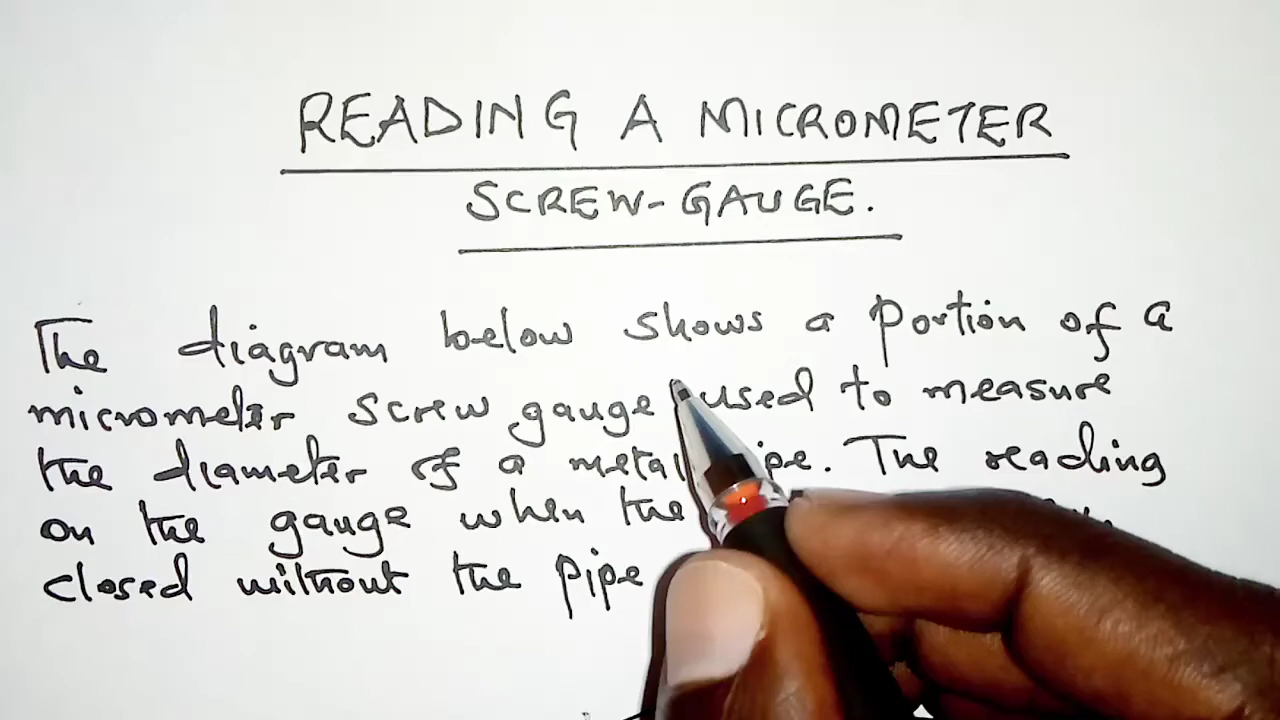 READING A MICROMETER
SCREW-GAUGE.
The diagram below shows a portion of a
micrometer screw gauge used to measure
the diameter of a metal pipe. The reading
on the gauge when the
closed without the pipe